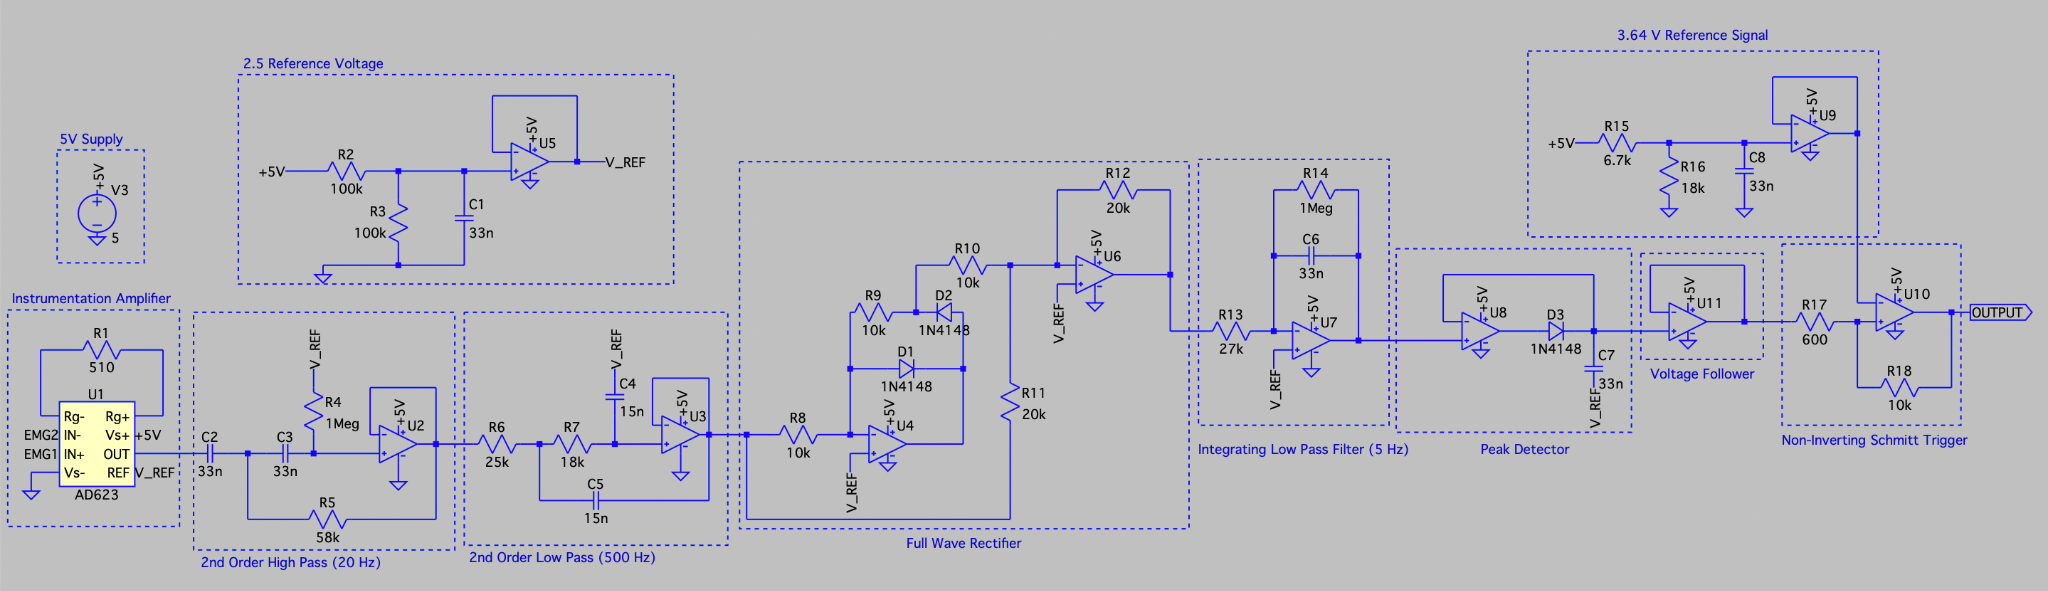 3.64 V Reference Signal
2.5 Reference Voltage
5V Supply
+5V
V3
5
+5V
R2
100k
R3
100k
C1
33n
+5V
U5
V_REF
+5V
R15
6.7k
R16
18k
C8
33n
+5V
U9
Instrumentation Amplifier
R1
510
U1
Rg-
Rg+
EMG2
IN-
Vs+
+5V
EMG1
IN+
OUT
Vs-
REF
V_REF
AD623
C2
33n
C3
33n
V_REF
R4
1Meg
R5
58k
+5V
U2
2nd Order High Pass (20 Hz)
R6
25k
R7
18k
V_REF
C4
15n
C5
15n
+5V
U3
2nd Order Low Pass (500 Hz)
R8
10k
R9
10k
D2
1N4148
D1
1N4148
+5V
U4
V_REF
R10
10k
R11
20k
R12
20k
+5V
U6
V_REF
Full Wave Rectifier
R13
27k
R14
1Meg
C6
33n
+5V
U7
V_REF
Integrating Low Pass Filter (5 Hz)
+5V
U8
D3
1N4148
C7
33n
V_REF
Peak Detector
+5V
U11
Voltage Follower
R17
600
+5V
U10
R18
10k
OUTPUT
Non-Inverting Schmitt Trigger